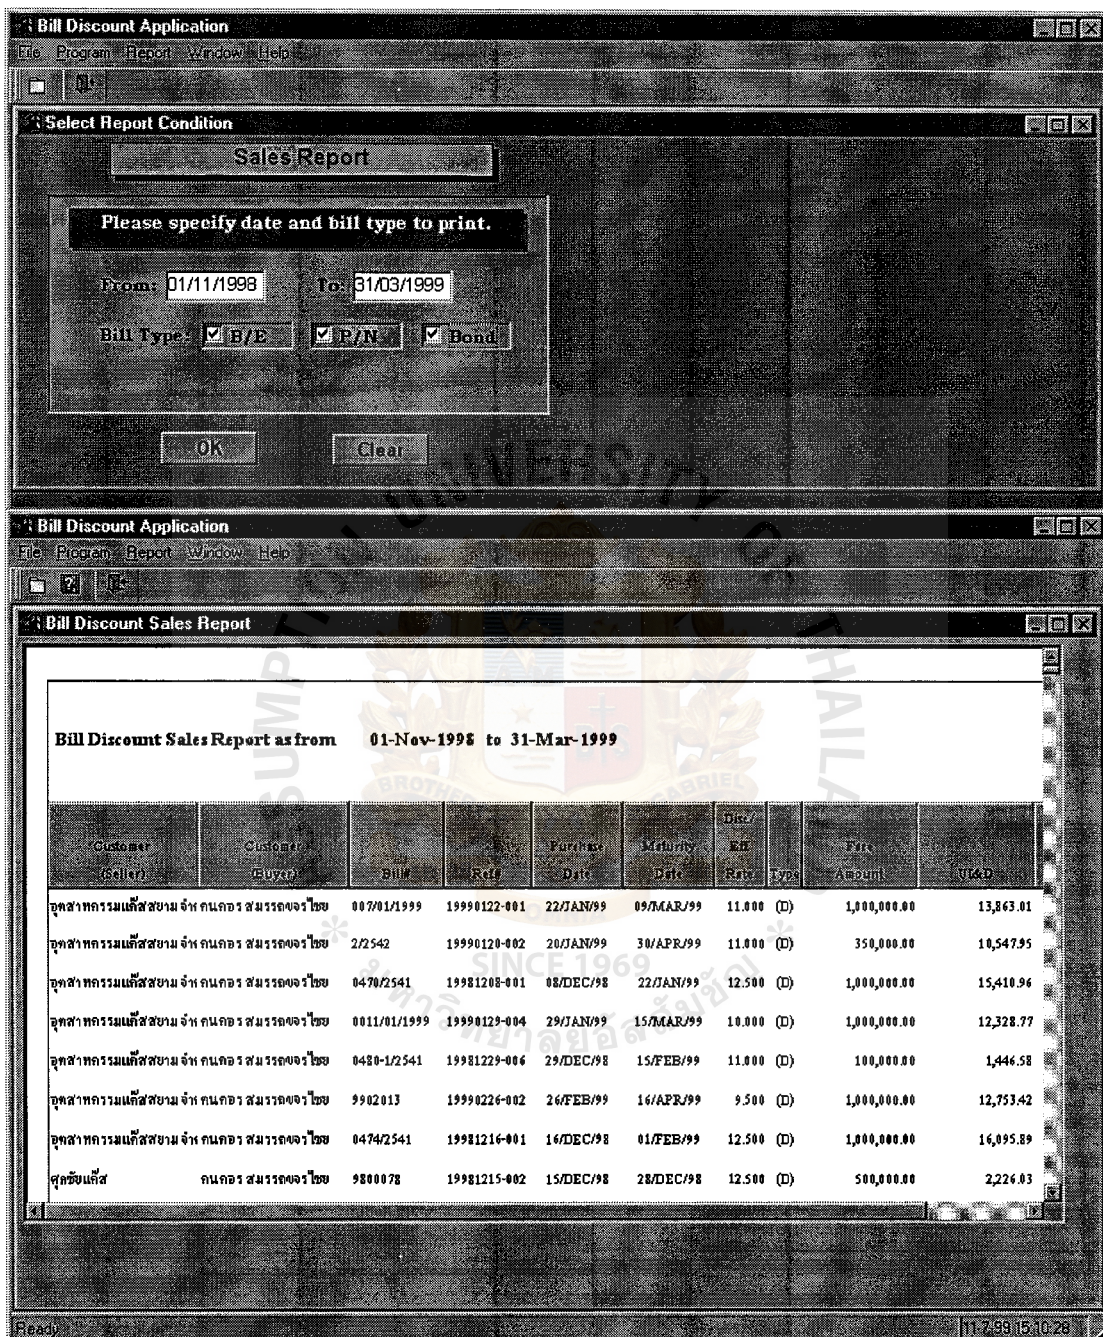 Bill Discount Application
File Program Report Window Help
Select Report Condition
Sales Report
Please specify date and bill type to print.
From: 01/11/1998 To: 31/03/1999
Bill Type: B/E P/N Bond
OK Clear
Bill Discount Application
File Program Report Window Help
Bill Discount Sales Report
Bill Discount Sales Report as from 01-Nov-1998 to 31-Mar-1999
Customer (Seller) Customer (Buyer) Bill# Ref# Purchase Date Maturity Date Disc./ Eff. Rate Type Face Amount UI&D
อุตสาหกรรมแก๊สสยาม จำห กนกอร สมรรถขจรไชย 007/01/1999 19990122-001 22/JAN/99 09/MAR/99 11.000 (D) 1,000,000.00 13,863.01
อุตสาหกรรมแก๊สสยาม จำห กนกอร สมรรถขจรไชย 2/2542 19990120-002 20/JAN/99 30/APR/99 11.000 (D) 350,000.00 10,547.95
อุตสาหกรรมแก๊สสยาม จำห กนกอร สมรรถขจรไชย 0470/2541 19981208-001 08/DEC/98 22/JAN/99 12.500 (D) 1,000,000.00 15,410.96
อุตสาหกรรมแก๊สสยาม จำห กนกอร สมรรถขจรไชย 0011/01/1999 19990129-004 29/JAN/99 15/MAR/99 10.000 (D) 1,000,000.00 12,328.77
อุตสาหกรรมแก๊สสยาม จำห กนกอร สมรรถขจรไชย 0480-1/2541 19981229-006 29/DEC/98 15/FEB/99 11.000 (D) 100,000.00 1,446.58
อุตสาหกรรมแก๊สสยาม จำห กนกอร สมรรถขจรไชย 9902013 19990226-002 26/FEB/99 16/APR/99 9.500 (D) 1,000,000.00 12,753.42
อุตสาหกรรมแก๊สสยาม จำห กนกอร สมรรถขจรไชย 0474/2541 19981216-001 16/DEC/98 01/FEB/99 12.500 (D) 1,000,000.00 16,095.89
ศุภชัยแก๊ส กนกอร สมรรถขจรไชย 9800078 19981215-002 15/DEC/98 28/DEC/98 12.500 (D) 500,000.00 2,226.03
Ready 11.7.99 15:10:28
SINCE 1969
OMNIA
GABRIEL